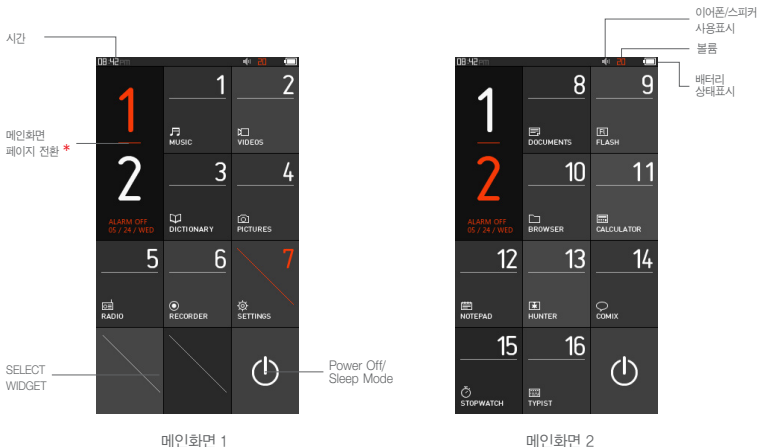 시간
메인화면
페이지 전환 *
SELECT
WIDGET
08:42 pm
20
1
2
ALARM OFF
05 / 24 / WED
1
MUSIC
2
VIDEOS
3
DICTIONARY
4
PICTURES
5
RADIO
6
RECORDER
7
SETTINGS
Power Off/
Sleep Mode
메인화면 1
이어폰/스피커
사용표시
볼륨
배터리
상태표시
08:42 pm
20
1
2
ALARM OFF
05 / 24 / WED
8
DOCUMENTS
9
FLASH
10
BROWSER
11
CALCULATOR
12
NOTEPAD
13
HUNTER
14
COMIX
15
STOPWATCH
16
TYPIST
메인화면 2